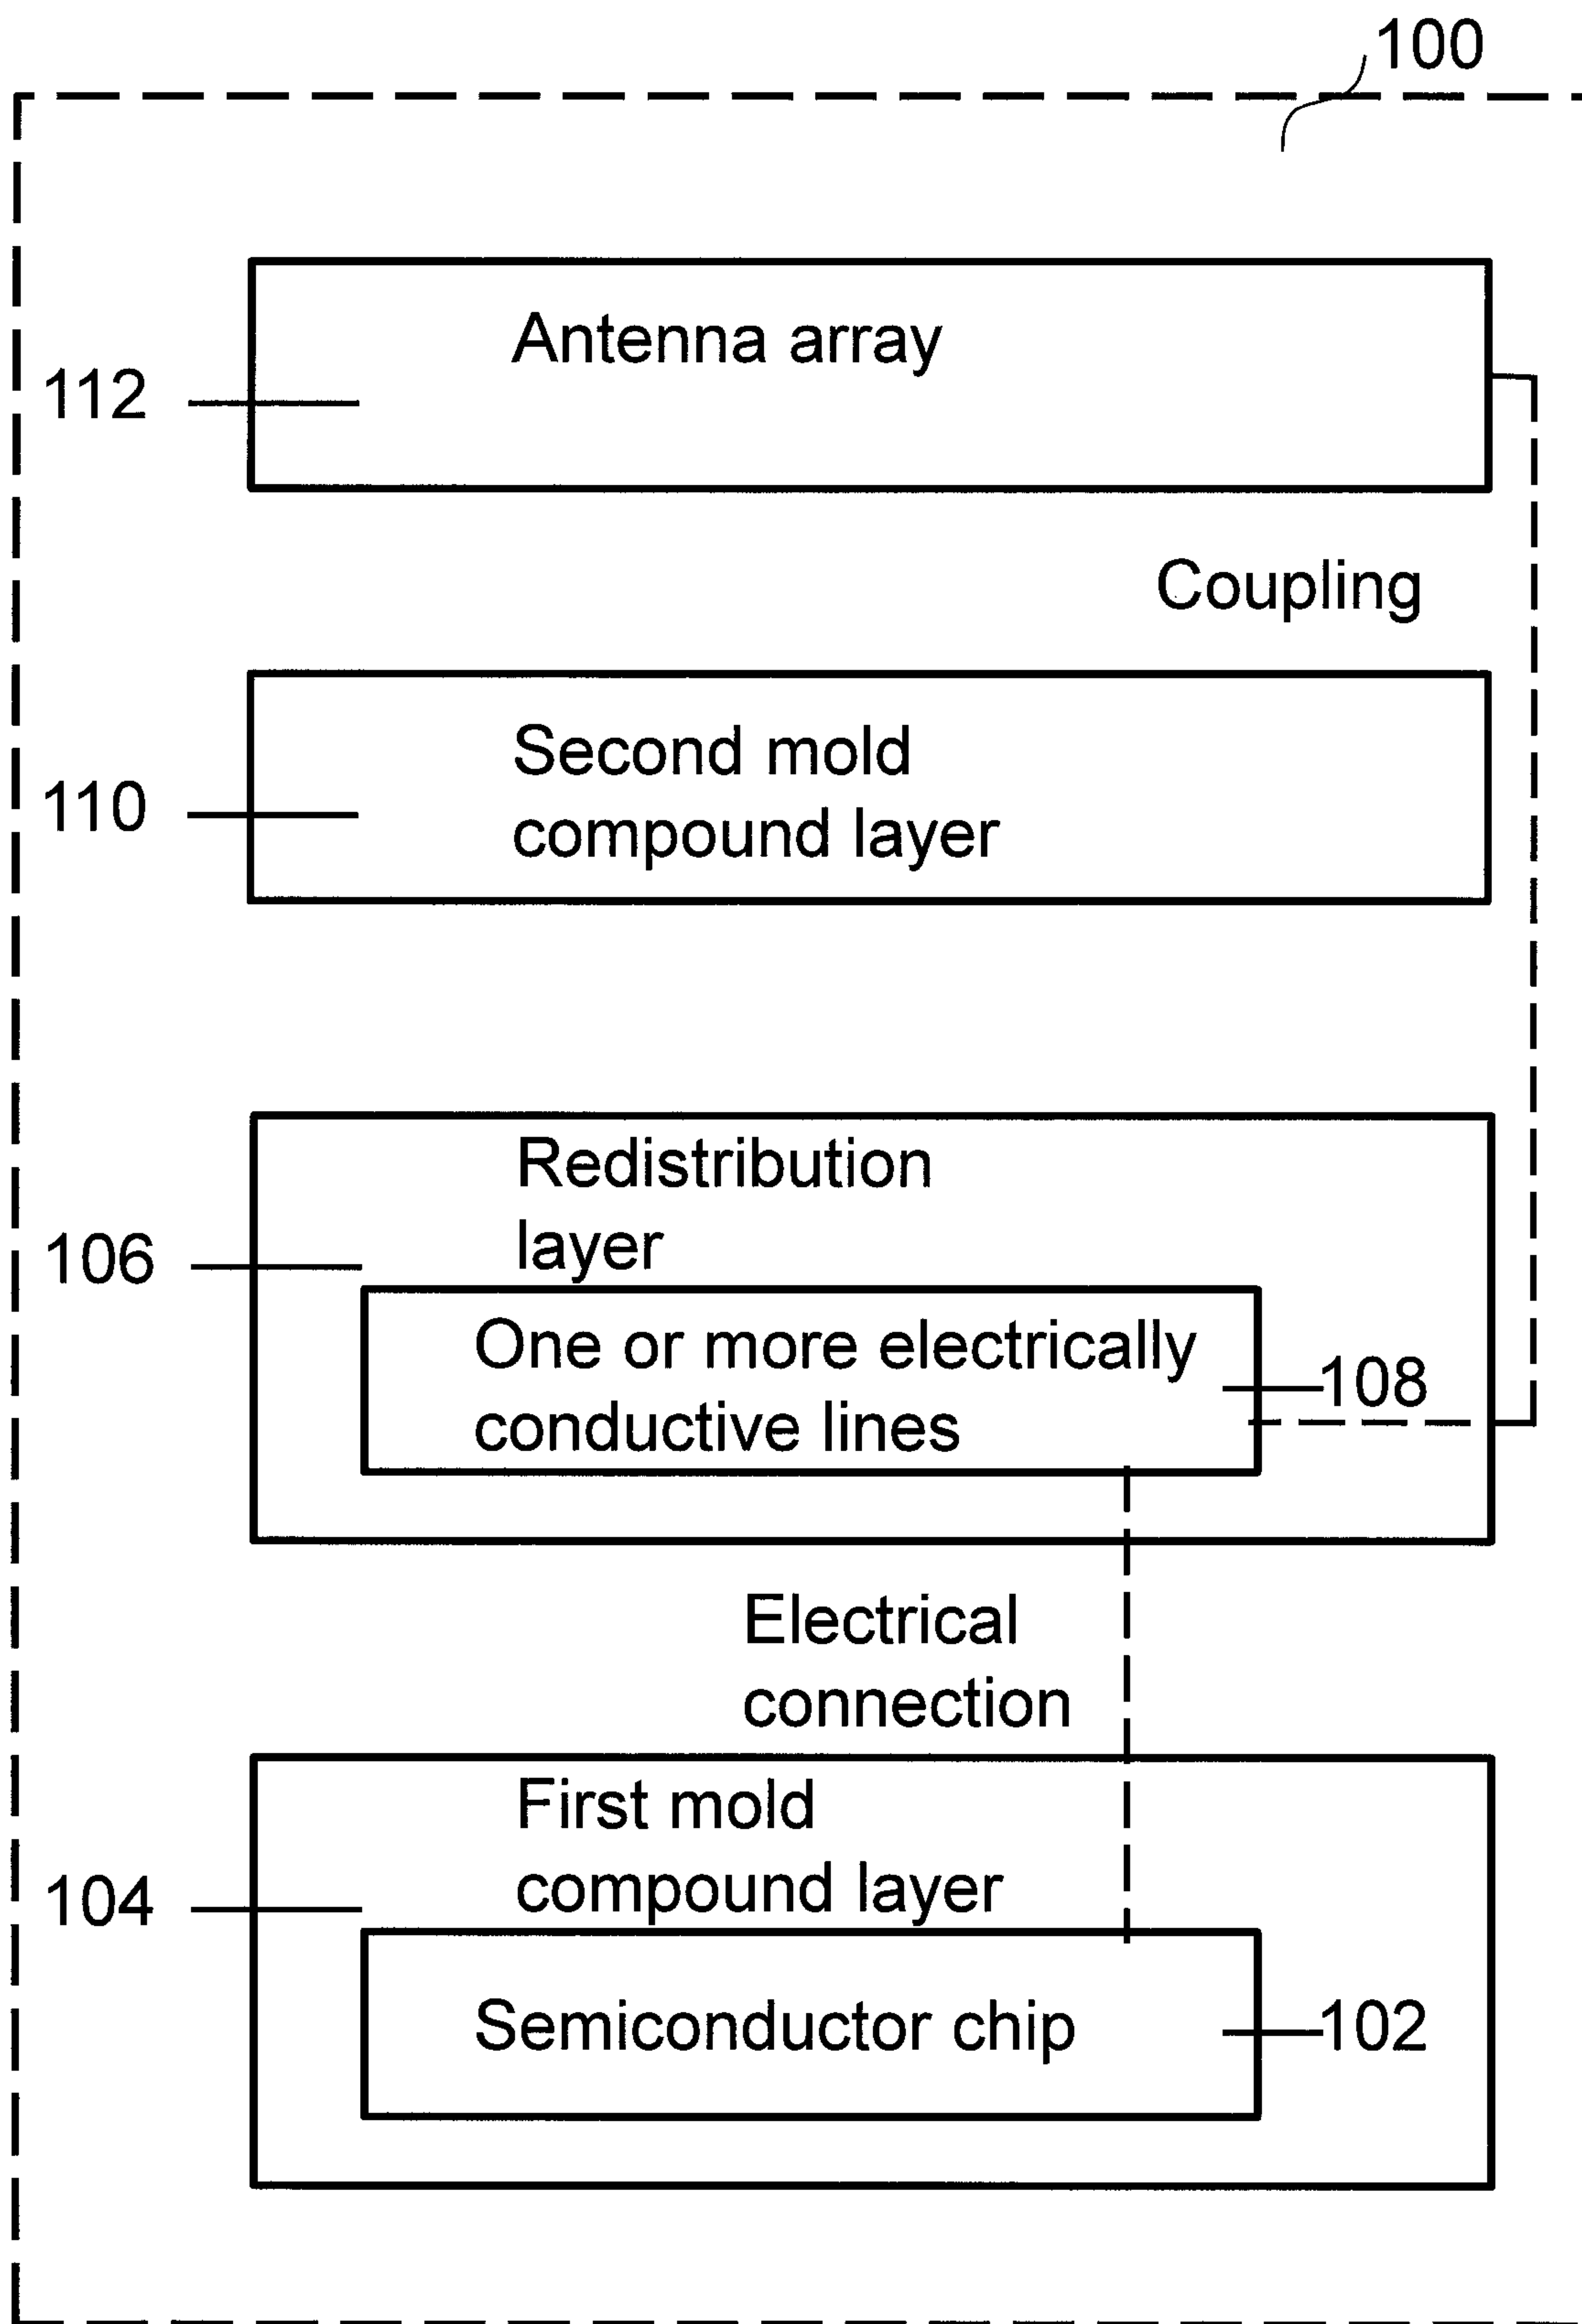 100
Antenna array
112
Coupling
Second mold
110
compound layer
Redistribution
layer
106
One or more electrically
108
conductive lines
Electrical
connection
First mold
compound layer
104
Semiconductor chip
102